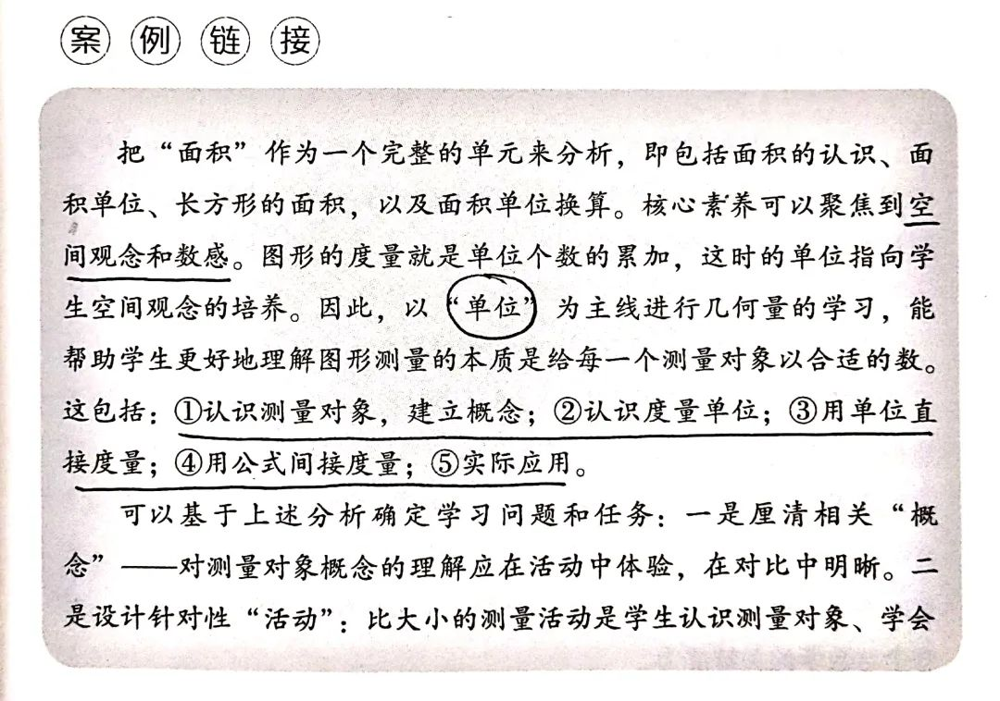 案例链接
把“面积”作为一个完整的单元来分析，即包括面积的认识、面
积单位、长方形的面积，以及面积单位换算。核心素养可以聚焦到空
间观念和数感。图形的度量就是单位个数的累加，这时的单位指向学
生空间观念的培养。因此，以“单位”为主线进行几何量的学习，能
帮助学生更好地理解图形测量的本质是给每一个测量对象以合适的数。
这包括：①认识测量对象，建立概念；②认识度量单位；③用单位直
接度量；④用公式间接度量；⑤实际应用。
可以基于上述分析确定学习问题和任务：一是厘清相关“概
念”——对测量对象概念的理解应在活动中体验，在对比中明晰。二
是设计针对性“活动”：比大小的测量活动是学生认识测量对象、学会